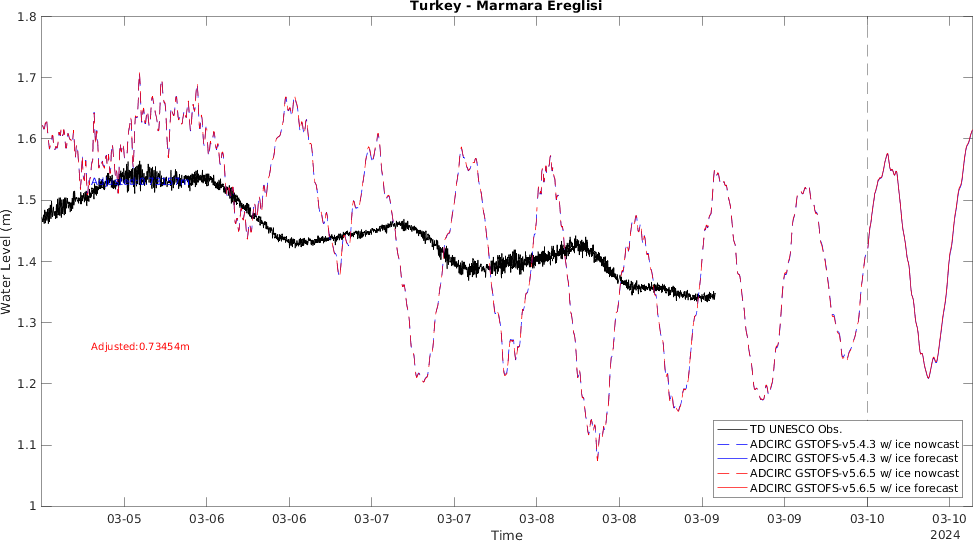 Turkey - Marmara Ereglisi
1.8
1.7
1.6
1.5
1.4
1.3
1.2
1.1
1
Water Level (m)
Adjusted:0.73454m
TD UNESCO Obs.
ADCIRC GSTOFS-v5.4.3 w/ ice nowcast
ADCIRC GSTOFS-v5.4.3 w/ ice forecast
ADCIRC GSTOFS-v5.6.5 w/ ice nowcast
ADCIRC GSTOFS-v5.6.5 w/ ice forecast
03-05 03-06 03-06 03-07 03-07 03-08 03-08 03-09 03-09 03-10 03-10
2024
Time